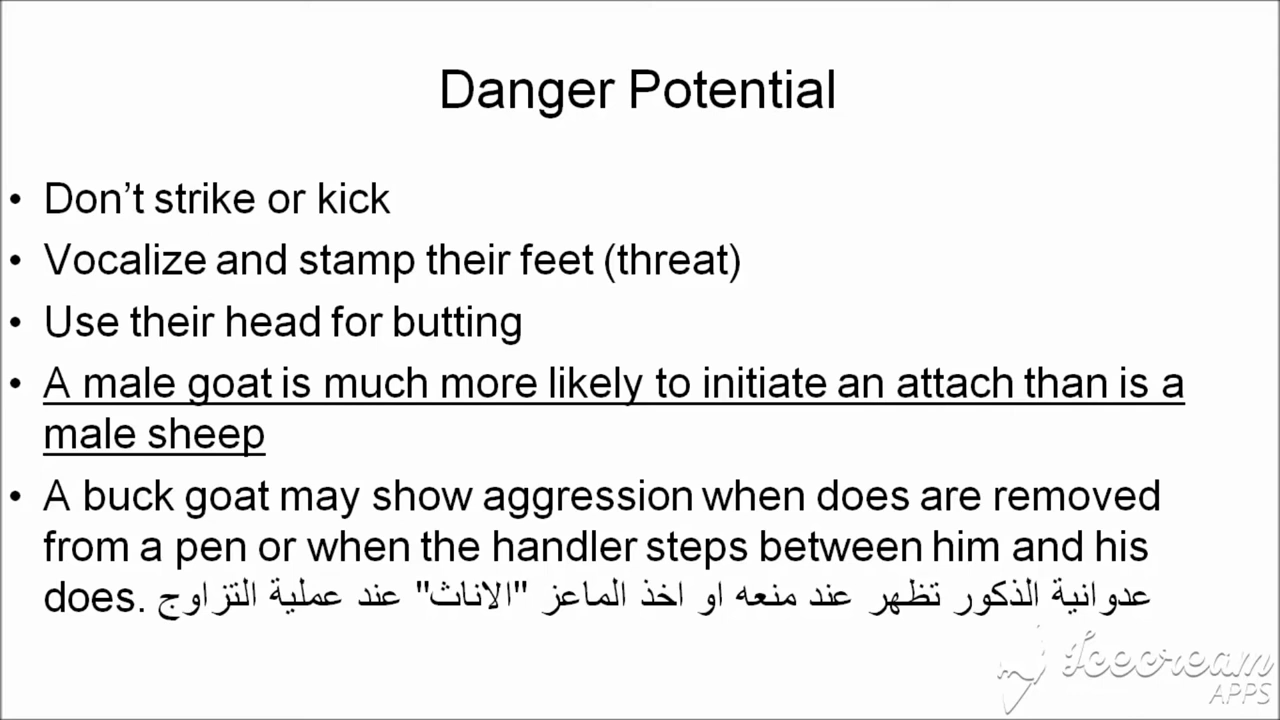 Danger Potential
• Don't strike or kick
• Vocalize and stamp their feet (threat)
• Use their head for butting
• A male goat is much more likely to initiate an attach than is a
male sheep
• A buck goat may show aggression when does are removed
from a pen or when the handler steps between him and his
does. عدوانية الذكور تظهر عند منعه او اخذ الماعز "الاناث" عند عملية التزاوج
Icecream
APPS